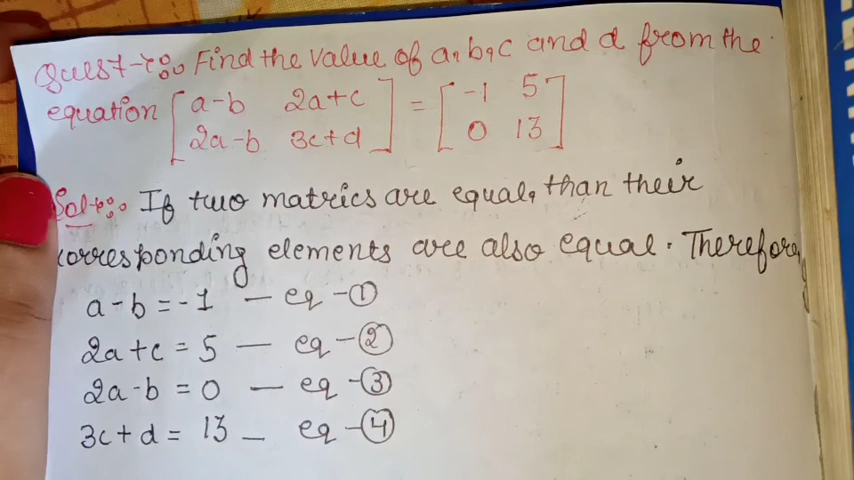 Quest-: Find the value of a, b, c and d from the
equation [a-b 2a+c] = [-1 5]
[2a-b 3c+d] [0 13]
Sol-: If two matrics are equal, than their
corresponding elements are also equal. Therefore,
a-b = -1 — eq-①
2a+c = 5 — eq-②
2a-b = 0 — eq-③
3c+d = 13 — eq-④